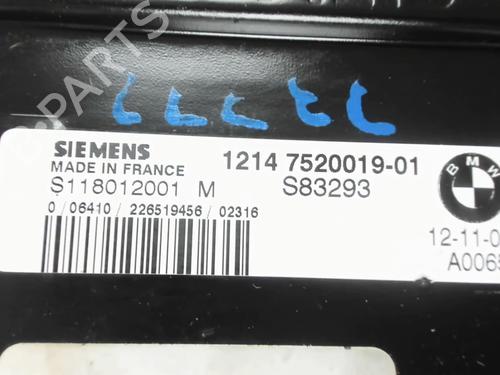 SIEMENS
MADE IN FRANCE
1214 7520019-01
S118012001 M
S83293
0 / 06410 / 226519456 / 02316
BMW
12-11-0
A006
B-PARTS